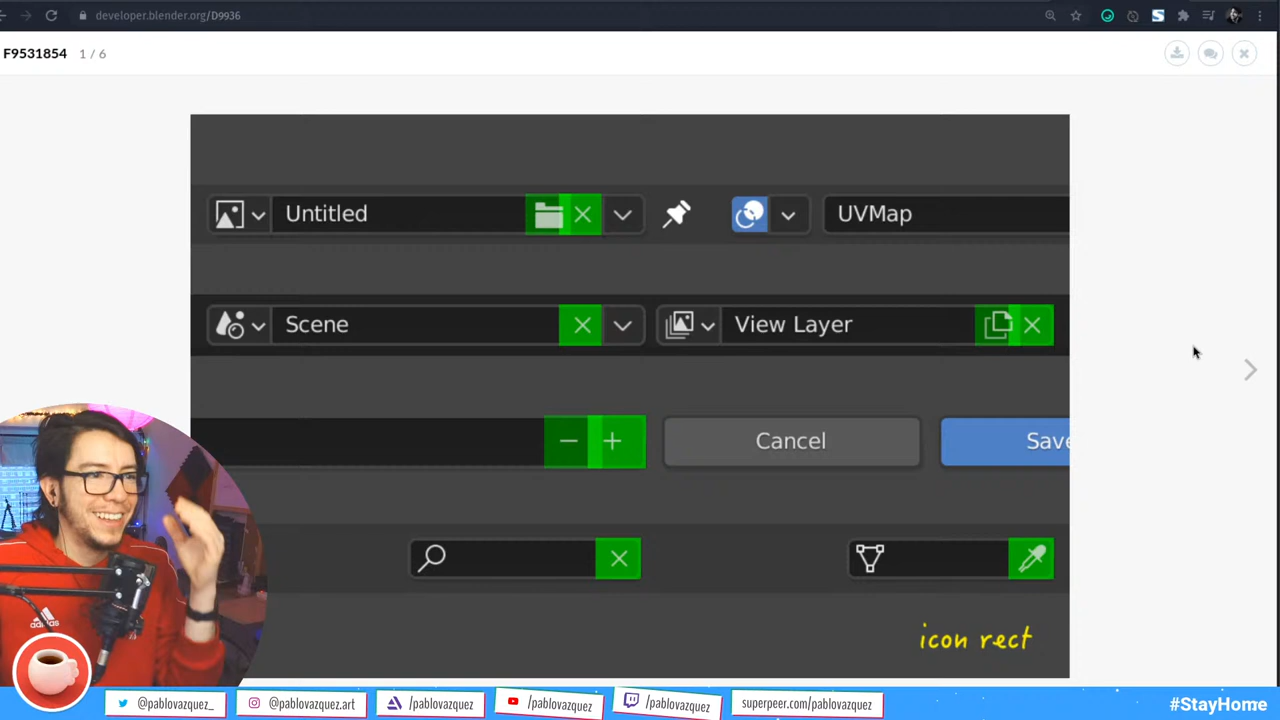 developer.blender.org/D9936
F9531854 1 / 6
Untitled UVMap
Scene View Layer
Cancel Save
icon rect
adidas
@pablovazquez_ @pablovazquez.art /pablovazquez /pablovazquez /pablovazquez superpeer.com/pablovazquez #StayHome